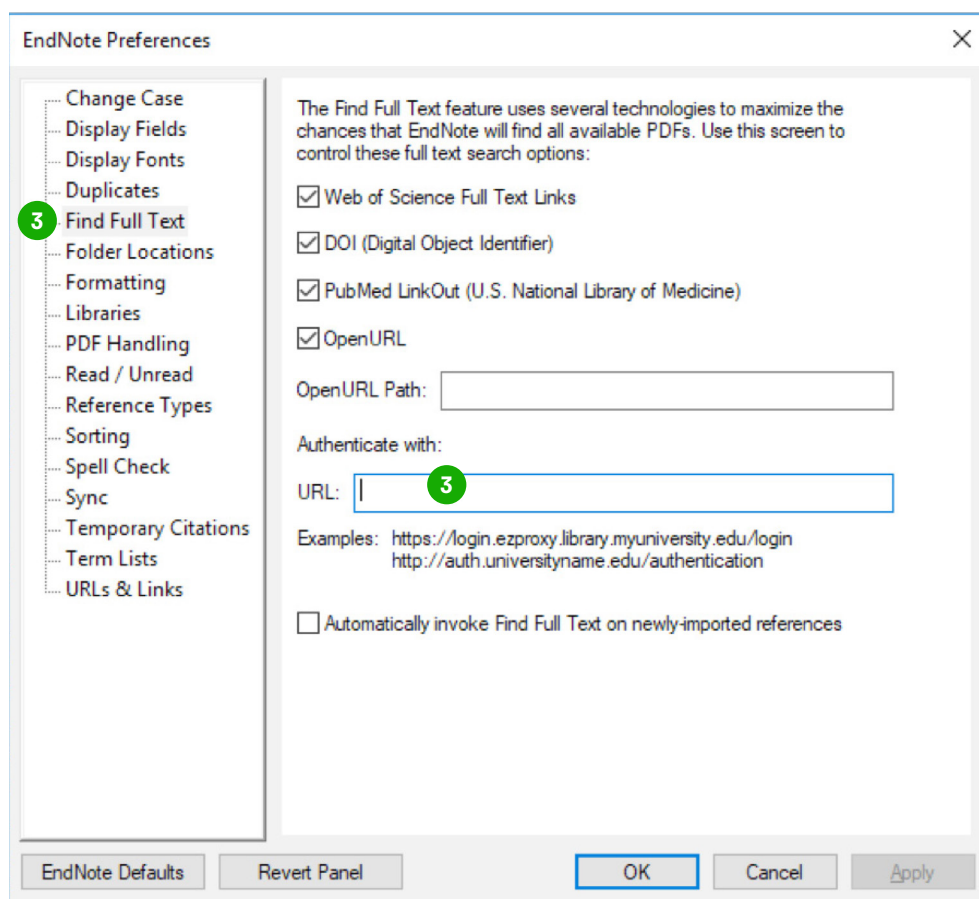 EndNote Preferences
Change Case
Display Fields
Display Fonts
Duplicates
3
Find Full Text
Folder Locations
Formatting
Libraries
PDF Handling
Read / Unread
Reference Types
Sorting
Spell Check
Sync
Temporary Citations
Term Lists
URLs & Links
The Find Full Text feature uses several technologies to maximize the
chances that EndNote will find all available PDFs. Use this screen to
control these full text search options:
Web of Science Full Text Links
DOI (Digital Object Identifier)
PubMed LinkOut (U.S. National Library of Medicine)
OpenURL
OpenURL Path:
Authenticate with:
URL:
3
Examples: https://login.ezproxy.library.myuniversity.edu/login
http://auth.universityname.edu/authentication
Automatically invoke Find Full Text on newly-imported references
EndNote Defaults
Revert Panel
OK
Cancel
Apply